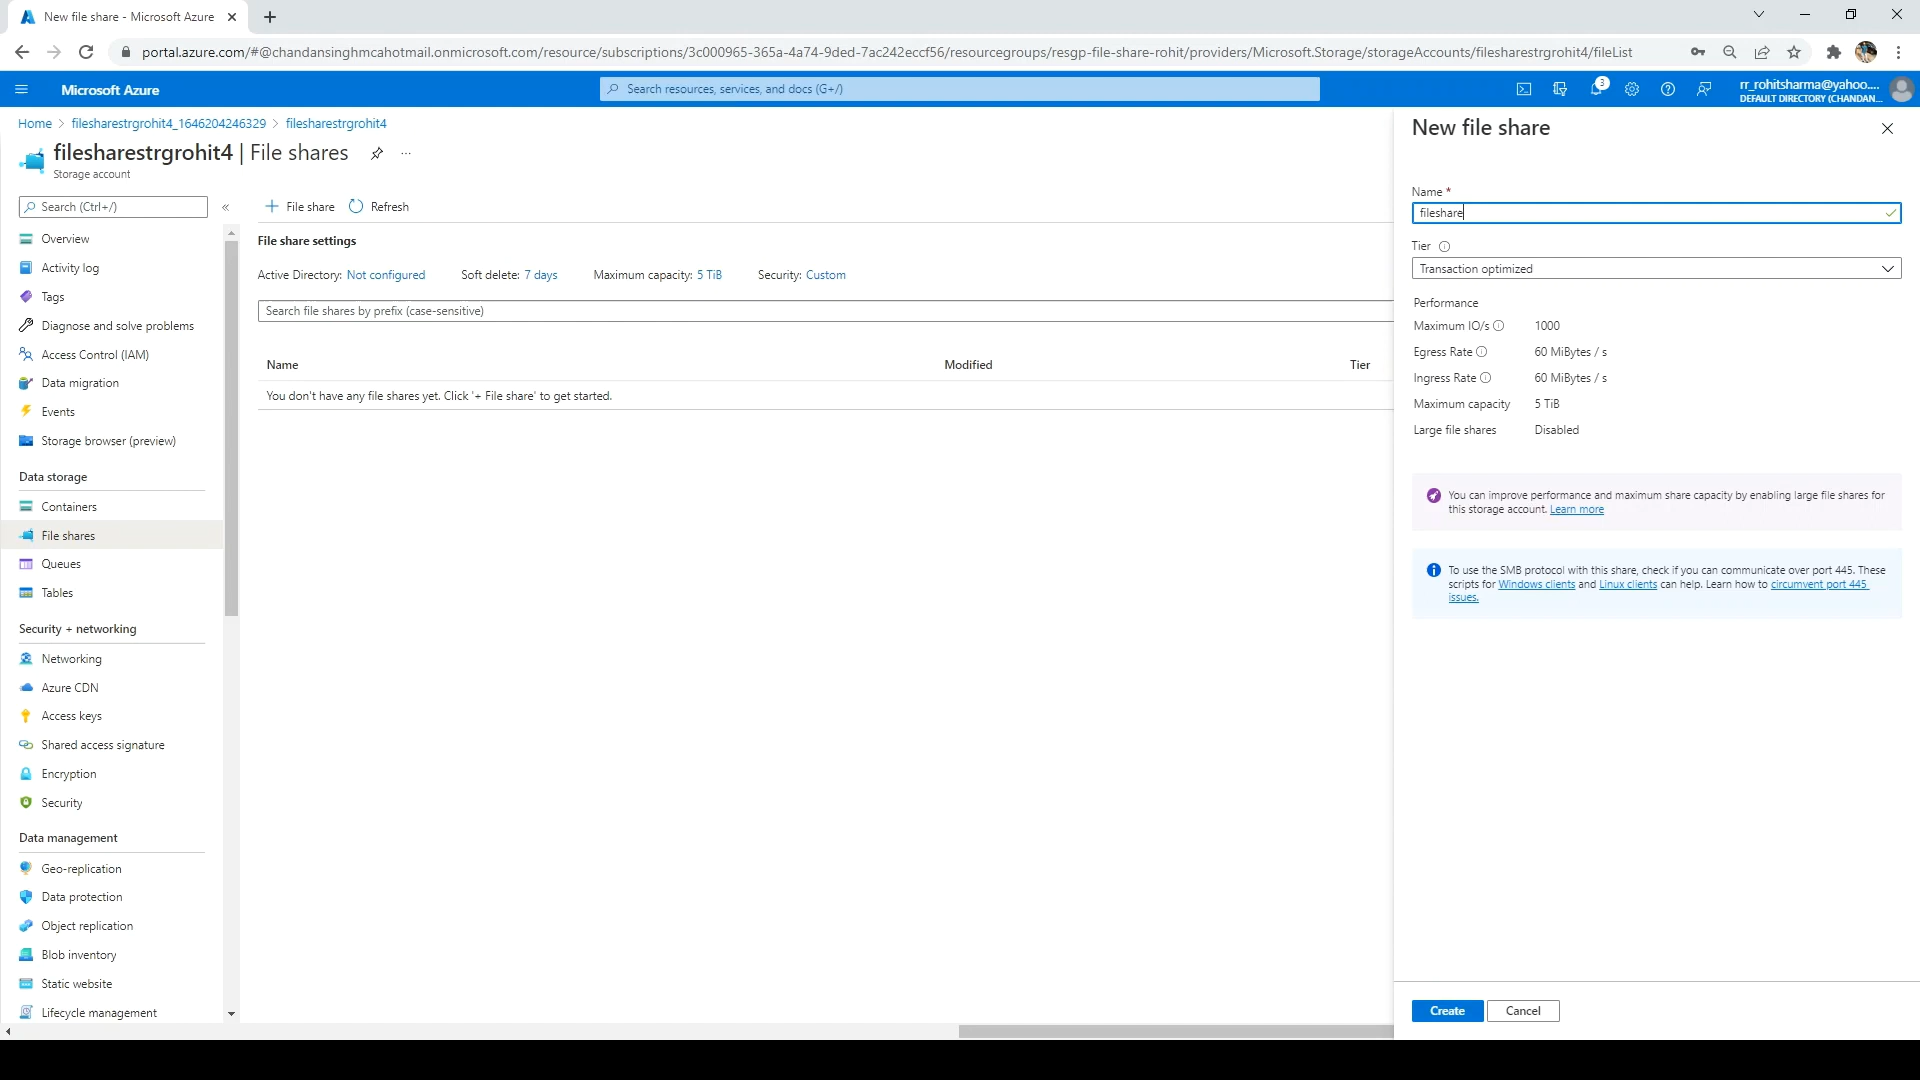 New file share - Microsoft Azure
portal.azure.com/#@chandansinghmcahotmail.onmicrosoft.com/resource/subscriptions/3c000965-365a-4a74-9ded-7ac242eccf56/resourcegroups/resgp-file-share-rohit/providers/Microsoft.Storage/storageAccounts/filesharestrgrohit4/fileList
Microsoft Azure
Search resources, services, and docs (G+/)
3
rr_rohitsharma@yahoo....
DEFAULT DIRECTORY (CHANDAN...
Home > filesharestrgrohit4_1646204246329 > filesharestrgrohit4
filesharestrgrohit4 | File shares
...
Storage account
Search (Ctrl+/)
«
Overview
Activity log
Tags
Diagnose and solve problems
Access Control (IAM)
Data migration
Events
Storage browser (preview)
Data storage
Containers
File shares
Queues
Tables
Security + networking
Networking
Azure CDN
Access keys
Shared access signature
Encryption
Security
Data management
Geo-replication
Data protection
Object replication
Blob inventory
Static website
Lifecycle management
+ File share
Refresh
File share settings
Active Directory: Not configured
Soft delete: 7 days
Maximum capacity: 5 TiB
Security: Custom
Search file shares by prefix (case-sensitive)
Name
Modified
Tier
You don't have any file shares yet. Click '+ File share' to get started.
New file share
Name *
fileshare
Tier
Transaction optimized
Performance
Maximum IO/s 1000
Egress Rate 60 MiBytes / s
Ingress Rate 60 MiBytes / s
Maximum capacity 5 TiB
Large file shares Disabled
You can improve performance and maximum share capacity by enabling large file shares for
this storage account. Learn more
To use the SMB protocol with this share, check if you can communicate over port 445. These
scripts for Windows clients and Linux clients can help. Learn how to circumvent port 445
issues.
Create
Cancel